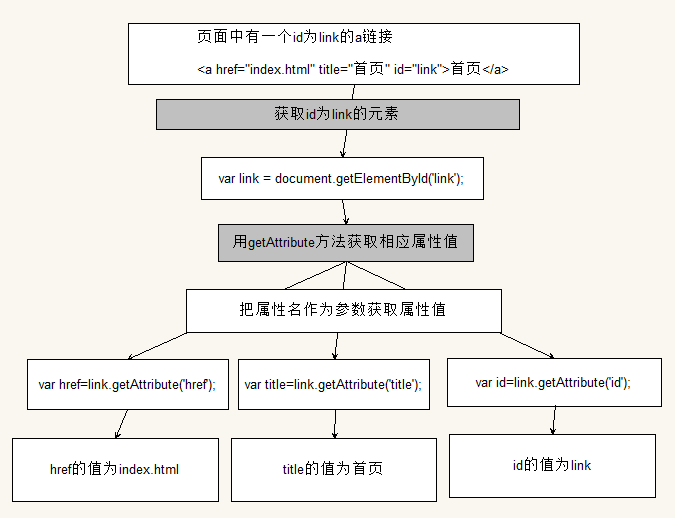 页面中有一个id为link的a链接
<a href="index.html" title="首页" id="link">首页</a>
获取id为link的元素
var link = document.getElementById('link');
用getAttribute方法获取相应属性值
把属性名作为参数获取属性值
var href=link.getAttribute('href');
var title=link.getAttribute('title');
var id=link.getAttribute('id');
href的值为index.html
title的值为首页
id的值为link